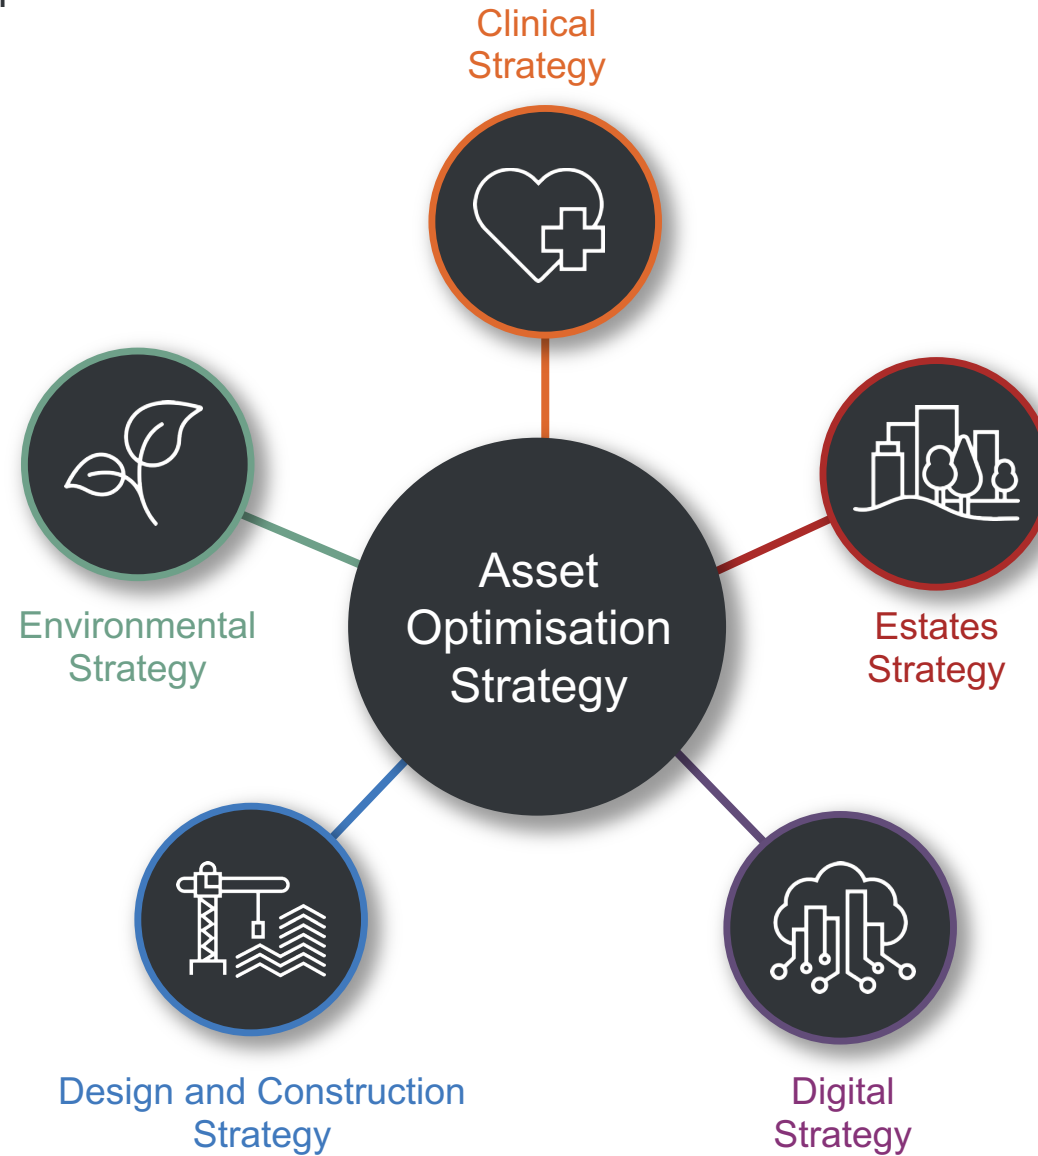 Clinical
Strategy
Asset
Optimisation
Strategy
Environmental
Strategy
Estates
Strategy
Design and Construction
Strategy
Digital
Strategy